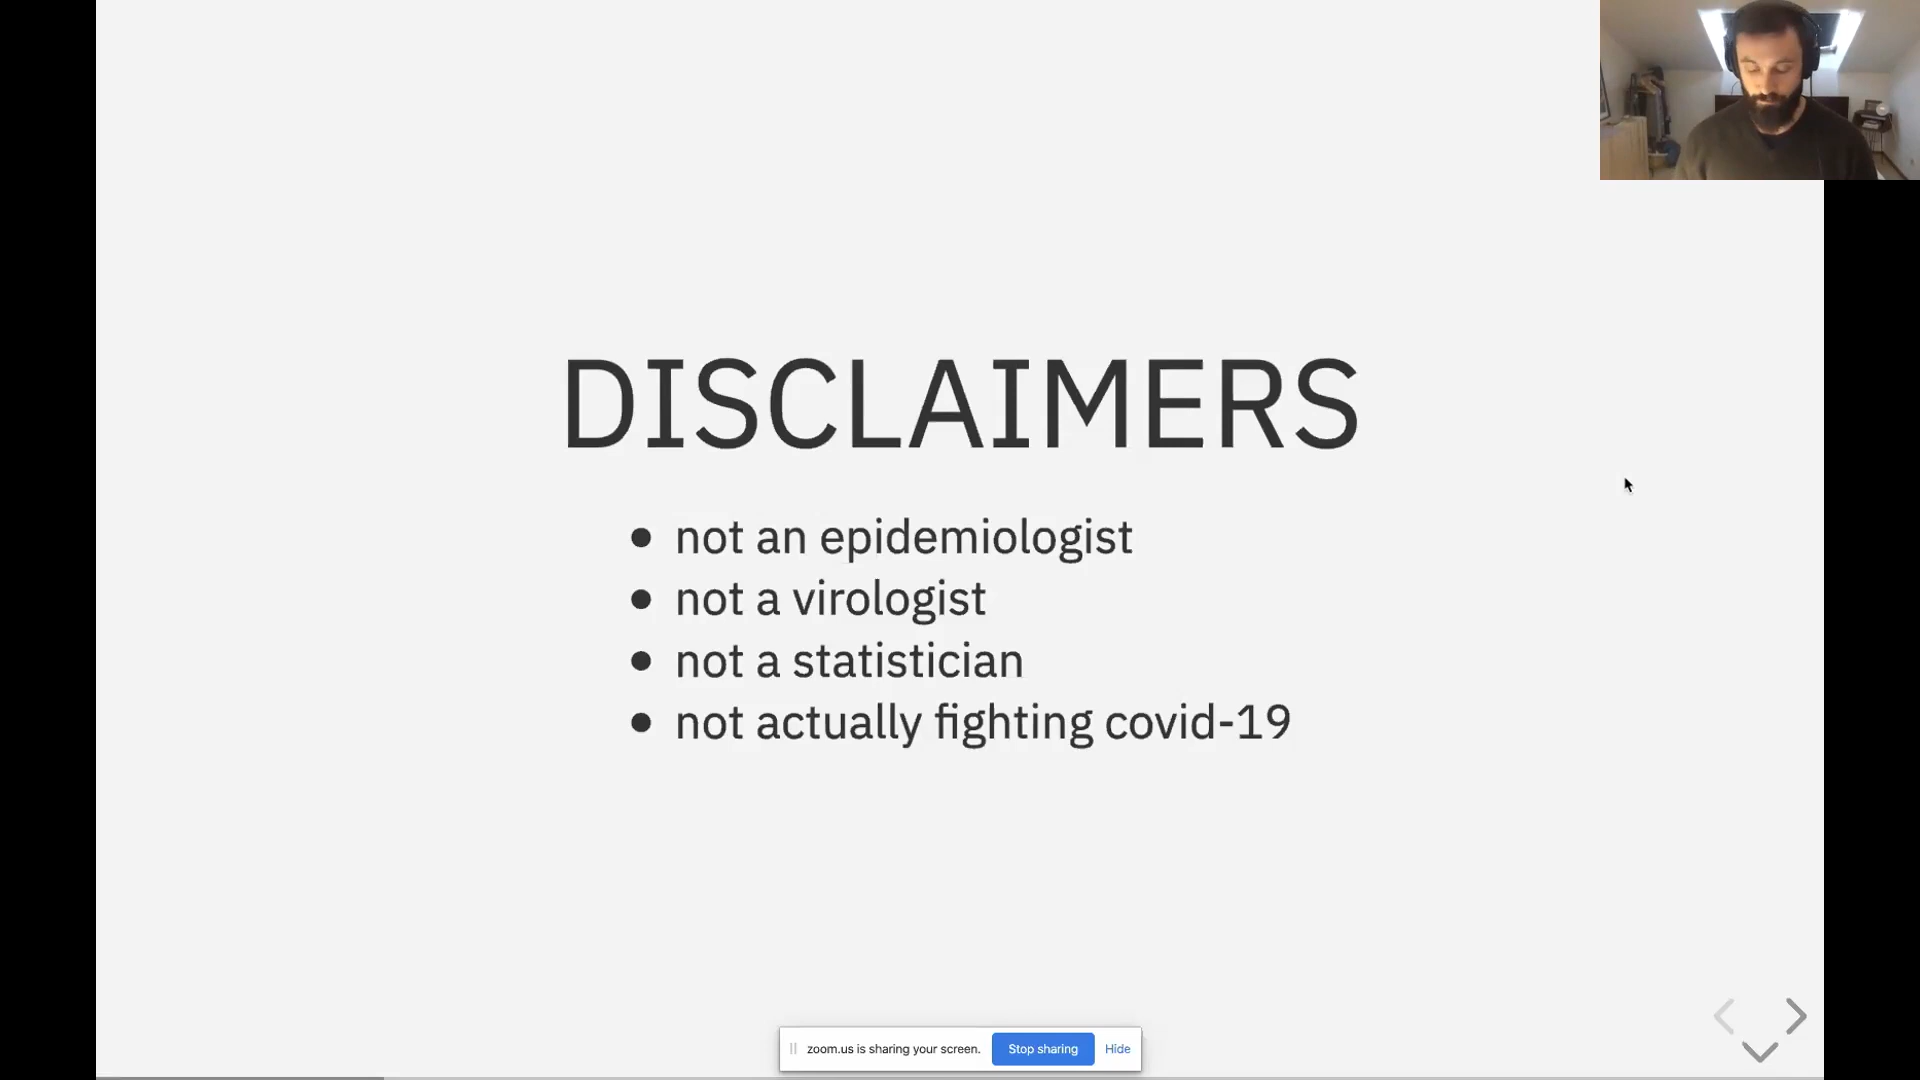 DISCLAIMERS
not an epidemiologist
not a virologist
not a statistician
not actually fighting covid-19
zoom.us is sharing your screen. Stop sharing Hide